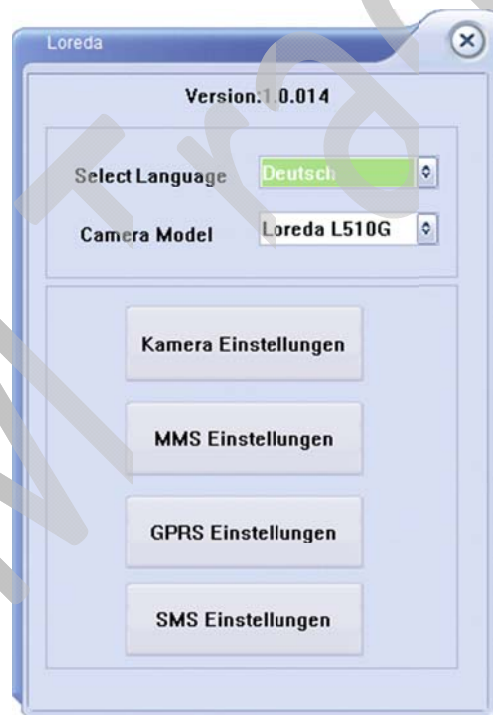 Loreda
Version:1.0.014
Select Language Deutsch
Camera Model Loreda L510G
Kamera Einstellungen
MMS Einstellungen
GPRS Einstellungen
SMS Einstellungen